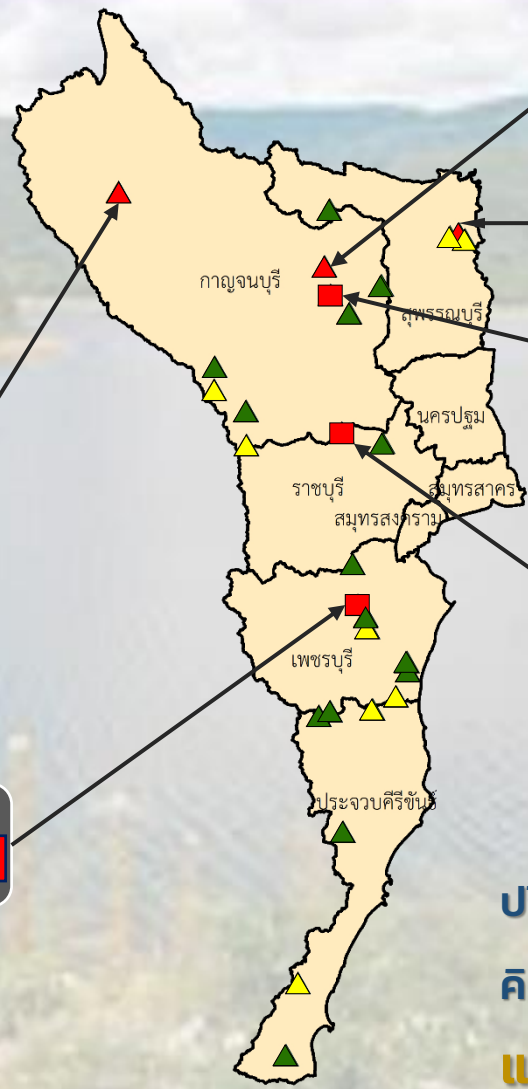 กาญจนบุรี
สุพรรณบุรี
นครปฐม
ราชบุรี
สมุทรสาคร
สมุทรสงคราม
เพชรบุรี
ประจวบคีรีขันธ์